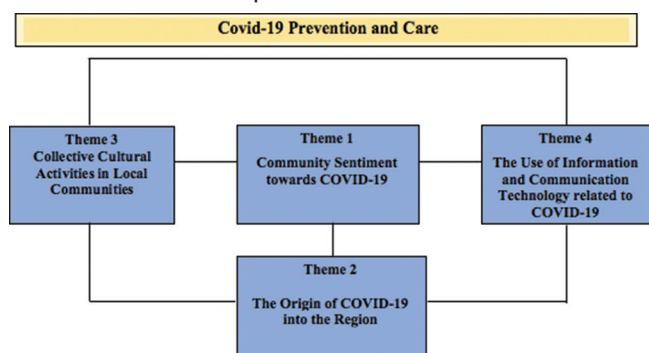 Covid-19 Prevention and Care
Theme 3
Collective Cultural
Activities in Local
Communities
Theme 1
Community Sentiment
towards COVID-19
Theme 4
The Use of Information
and Communication
Technology related to
COVID-19
Theme 2
The Origin of COVID-19
into the Region